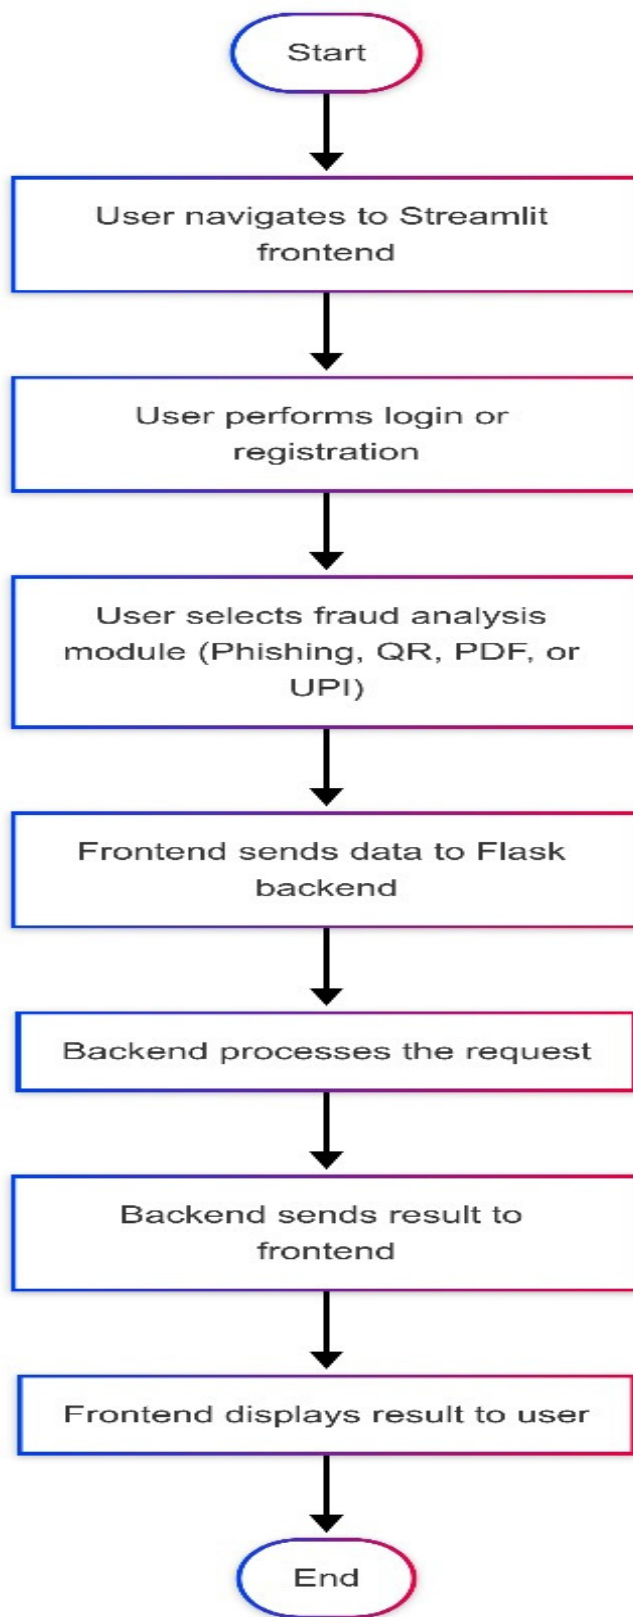 Start
User navigates to Streamlit
frontend
User performs login or
registration
User selects fraud analysis
module (Phishing, QR, PDF, or
UPI)
Frontend sends data to Flask
backend
Backend processes the request
Backend sends result to
frontend
Frontend displays result to user
End